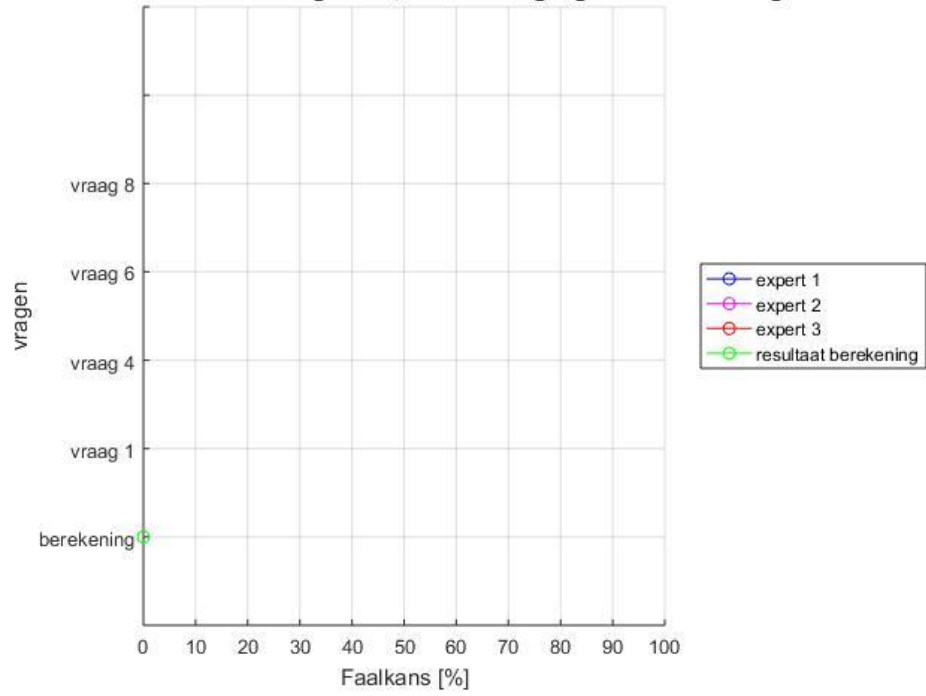 vraag 8
vraag 6
vraag 4
vraag 1
berekening
vragen
0 10 20 30 40 50 60 70 80 90 100
Faalkans [%]
expert 1
expert 2
expert 3
resultaat berekening